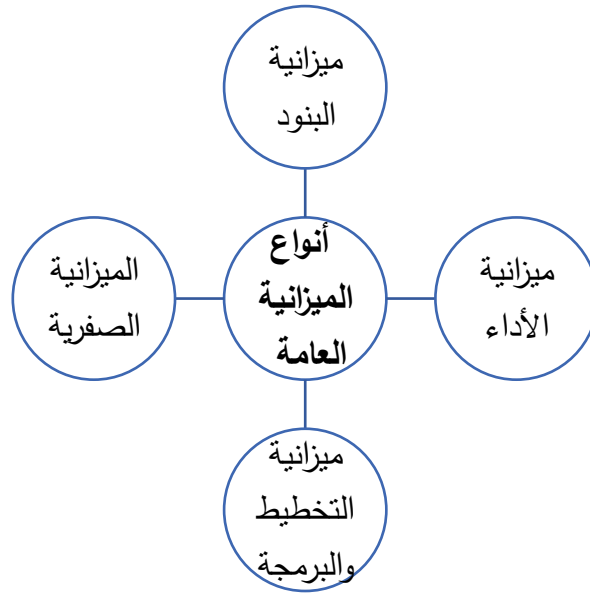 ميزانية
البنود
أنواع
الميزانية
العامة
ميزانية
الأداء
ميزانية
التخطيط
والبرمجة
الميزانية
الصفرية